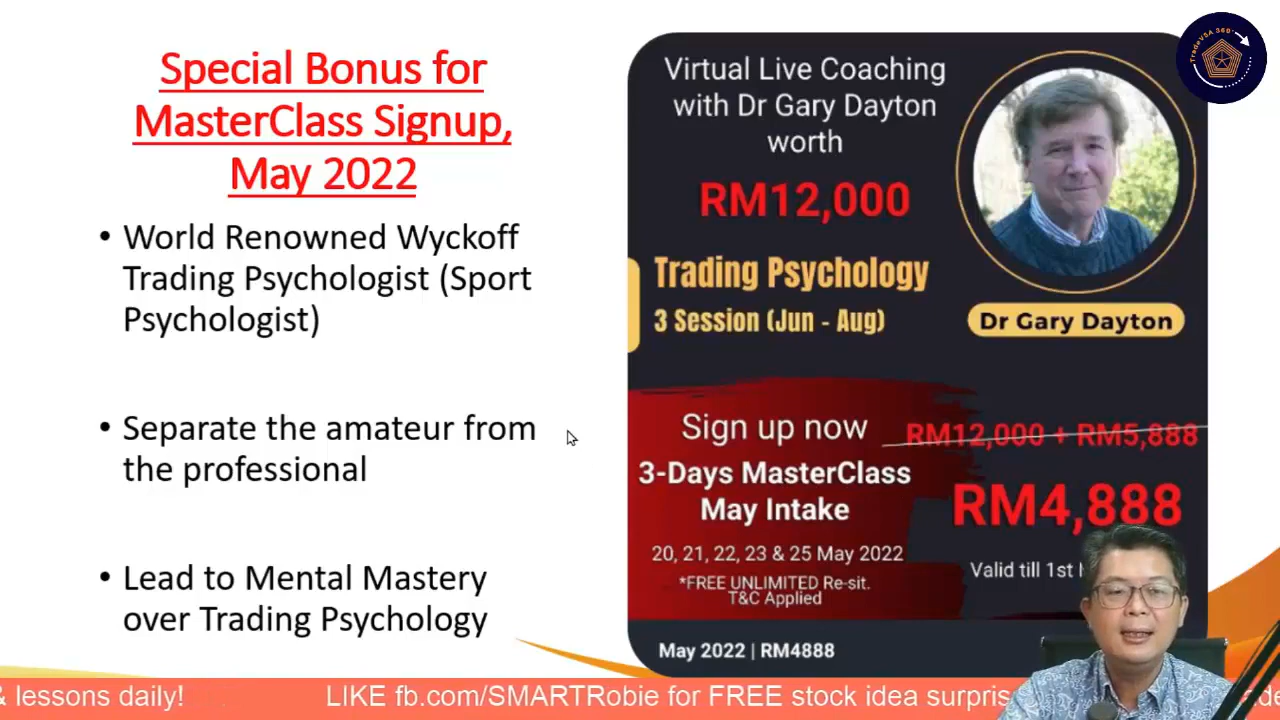 Special Bonus for
MasterClass Signup,
May 2022
• World Renowned Wyckoff
Trading Psychologist (Sport
Psychologist)
• Separate the amateur from
the professional
• Lead to Mental Mastery
over Trading Psychology
Virtual Live Coaching
with Dr Gary Dayton
worth
RM12,000
Trading Psychology
3 Session (Jun - Aug)
Dr Gary Dayton
Sign up now
3-Days MasterClass
May Intake
20, 21, 22, 23 & 25 May 2022
*FREE UNLIMITED Re-sit.
T&C Applied
RM12,000 + RM5,888
RM4,888
Valid till 1st
May 2022 | RM4888
TradeVSA 360°
& lessons daily! LIKE fb.com/SMARTRobie for FREE stock idea